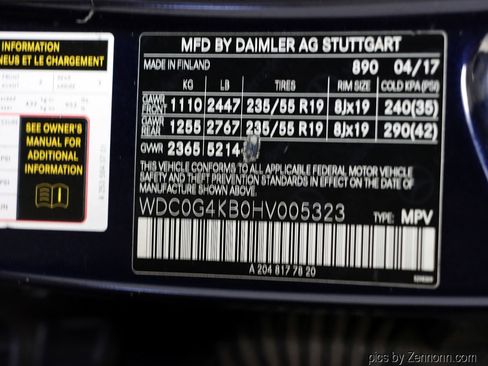 INFORMATION
NEUS ET LE CHARGEMENT
SEE OWNER'S
MANUAL FOR
ADDITIONAL
INFORMATION
MFD BY DAIMLER AG STUTTGART
MADE IN FINLAND 890 04/17
KG LB TIRES RIM SIZE COLD KPA(PSI)
GAWR FRONT 1110 2447 235/55 R19 8Jx19 240(35)
GAWR REAR 1255 2767 235/55 R19 8Jx19 290(42)
GVWR 2365 5214
THIS VEHICLE CONFORMS TO ALL APPLICABLE FEDERAL MOTOR VEHICLE
SAFETY AND THEFT PREVENTION STANDARDS IN EFFECT ON THE DATE OF
MANUFACTURE SHOWN ABOVE.
WDC0G4KB0HV005323 TYPE: MPV
A 204 817 78 20
pics by Zennonn.com